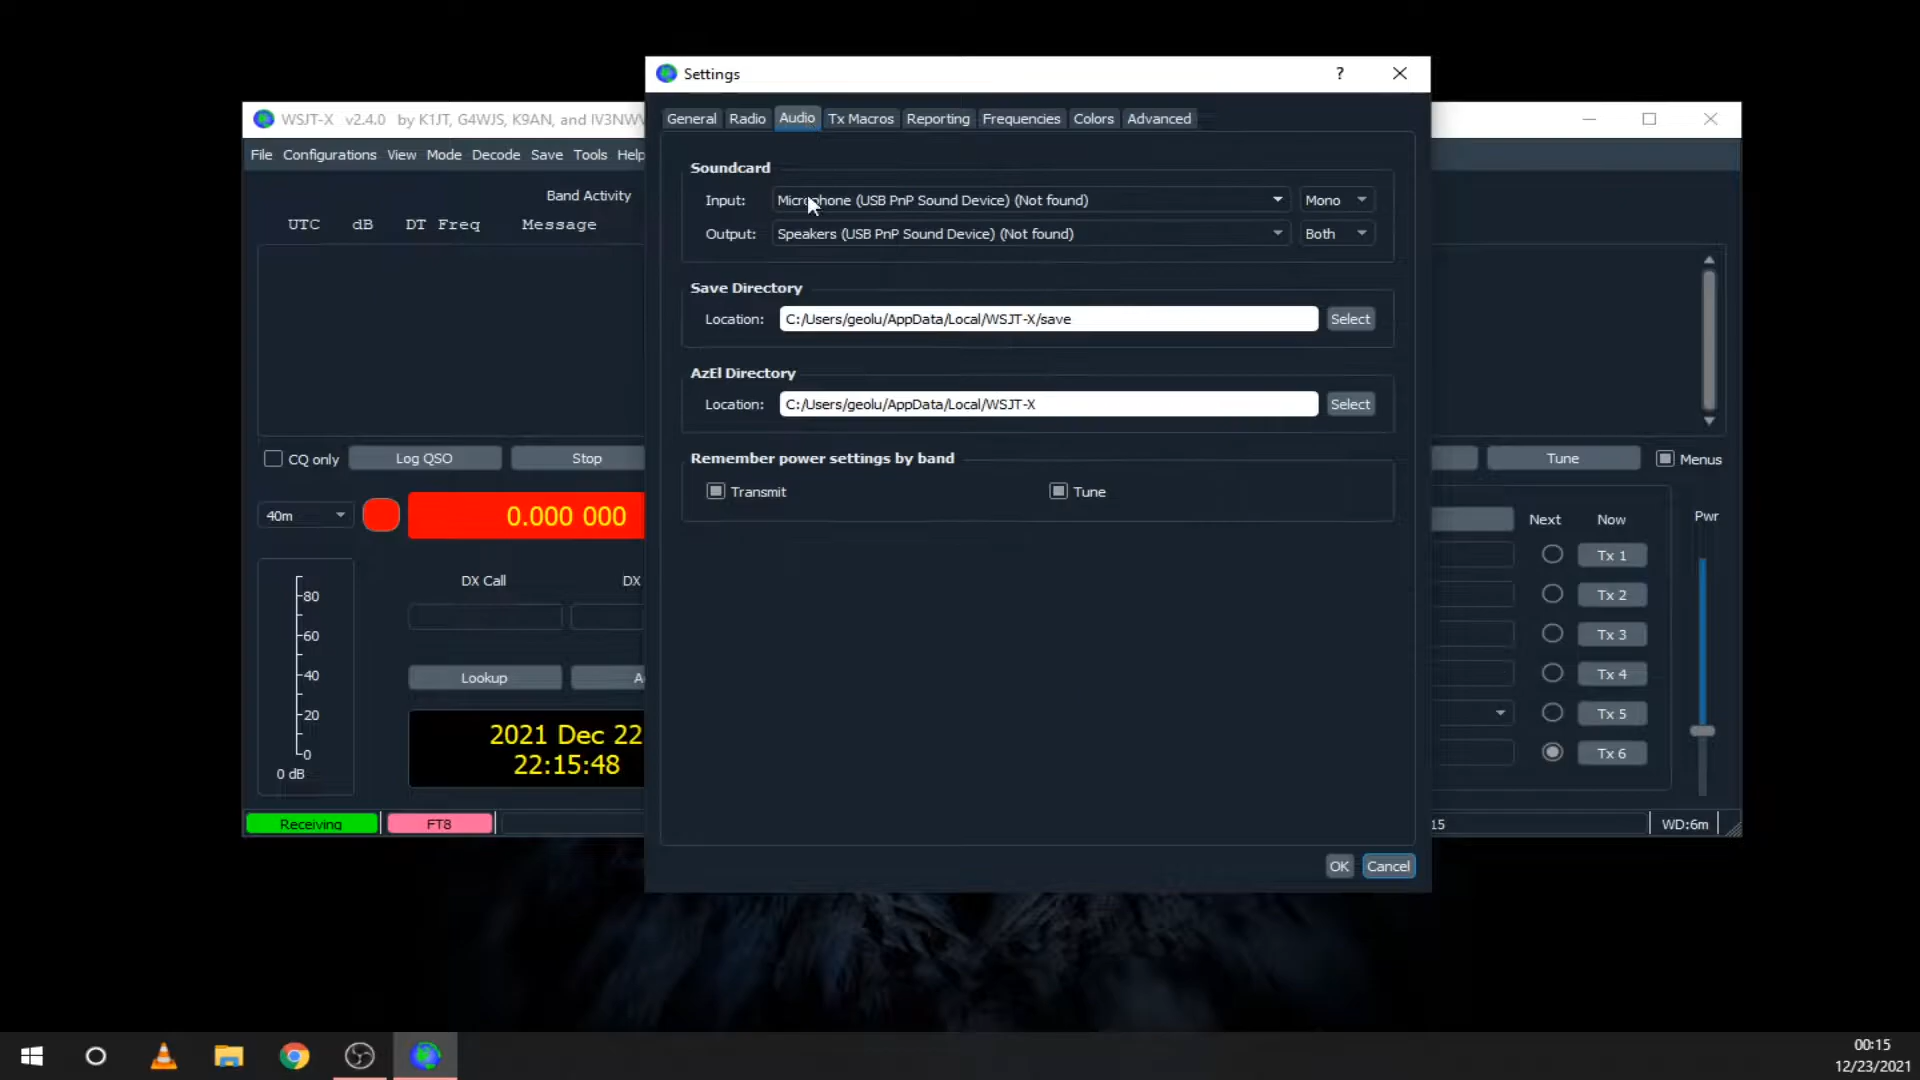 Settings
?
General Radio Audio Tx Macros Reporting Frequencies Colors Advanced
Soundcard
Input: Microphone (USB PnP Sound Device) (Not found) Mono
Output: Speakers (USB PnP Sound Device) (Not found) Both
Save Directory
Location: C:/Users/geolu/AppData/Local/WSJT-X/save Select
AzEl Directory
Location: C:/Users/geolu/AppData/Local/WSJT-X Select
Remember power settings by band
Transmit Tune
OK Cancel
WSJT-X v2.4.0 by K1JT, G4WJS, K9AN, and IV3NWV
File Configurations View Mode Decode Save Tools Help
Band Activity
UTC dB DT Freq Message
CQ only Log QSO Stop Tune Menus
40m 0.000 000
Next Now Pwr
Tx 1
DX Call DX
Tx 2
Tx 3
Lookup A
Tx 4
Tx 5
Tx 6
80
60
40
20
0
0 dB
2021 Dec 22
22:15:48
Receiving FT8 15 WD:6m
00:15
12/23/2021